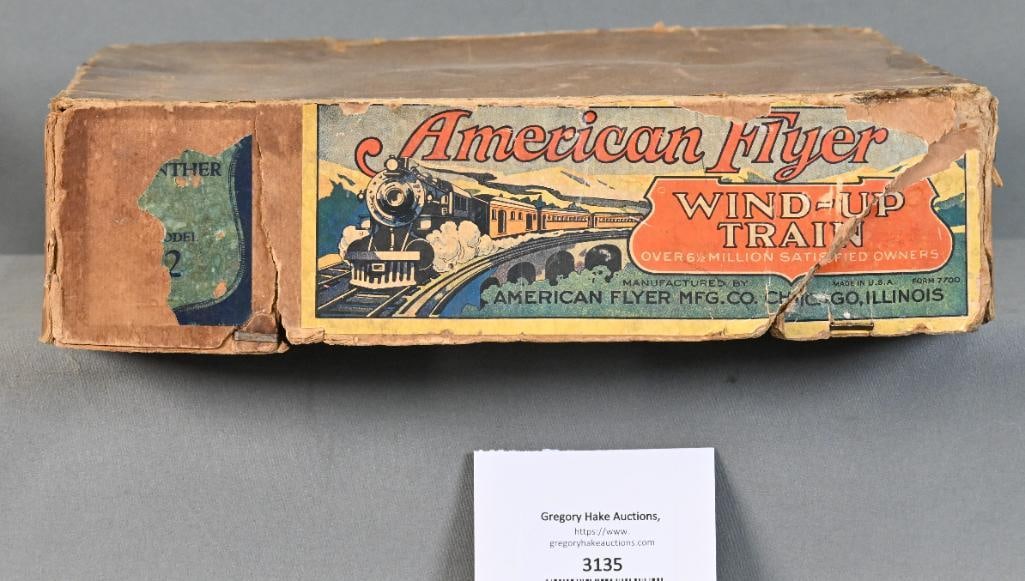 American Flyer
WIND-UP
TRAIN
OVER 6½ MILLION SATISFIED OWNERS
MANUFACTURED BY
MADE IN U.S.A. FORM 7700
AMERICAN FLYER MFG. CO. CHICAGO, ILLINOIS
NTHER
ODEL
2
Gregory Hake Auctions,
https://www.
gregoryhakeauctions.com
3135